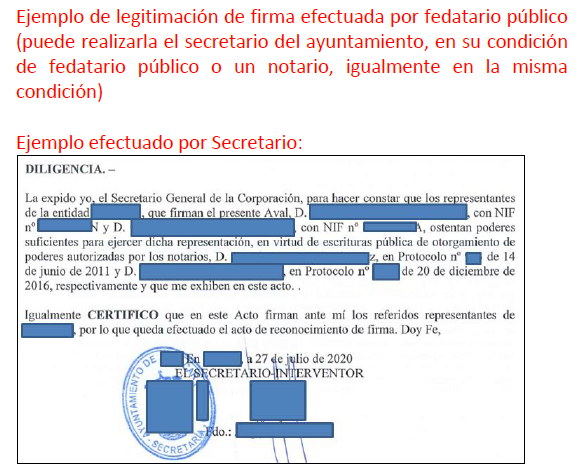 Ejemplo de legitimación de firma efectuada por fedatario público
(puede realizarla el secretario del ayuntamiento, en su condición
de fedatario público o un notario, igualmente en la misma
condición)
Ejemplo efectuado por Secretario:
DILIGENCIA. –
La expido yo, el Secretario General de la Corporación, para hacer constar que los representantes
de la entidad , que firman el presente Aval, D. , con NIF
nº N y D. , con NIF nº A, ostentan poderes
suficientes para ejercer dicha representación, en virtud de escrituras pública de otorgamiento de
poderes autorizadas por los notarios, D. z, en Protocolo nº de 14
de junio de 2011 y D. , en Protocolo nº de 20 de diciembre de
2016, respectivamente y que me exhiben en este acto. .
Igualmente CERTIFICO que en este Acto firman ante mí los referidos representantes de
, por lo que queda efectuado el acto de reconocimiento de firma. Doy Fe,
En , a 27 de julio de 2020
EL SECRETARIO-INTERVENTOR
AYUNTAMIENTO DE
SECRETARIA
Fdo.: